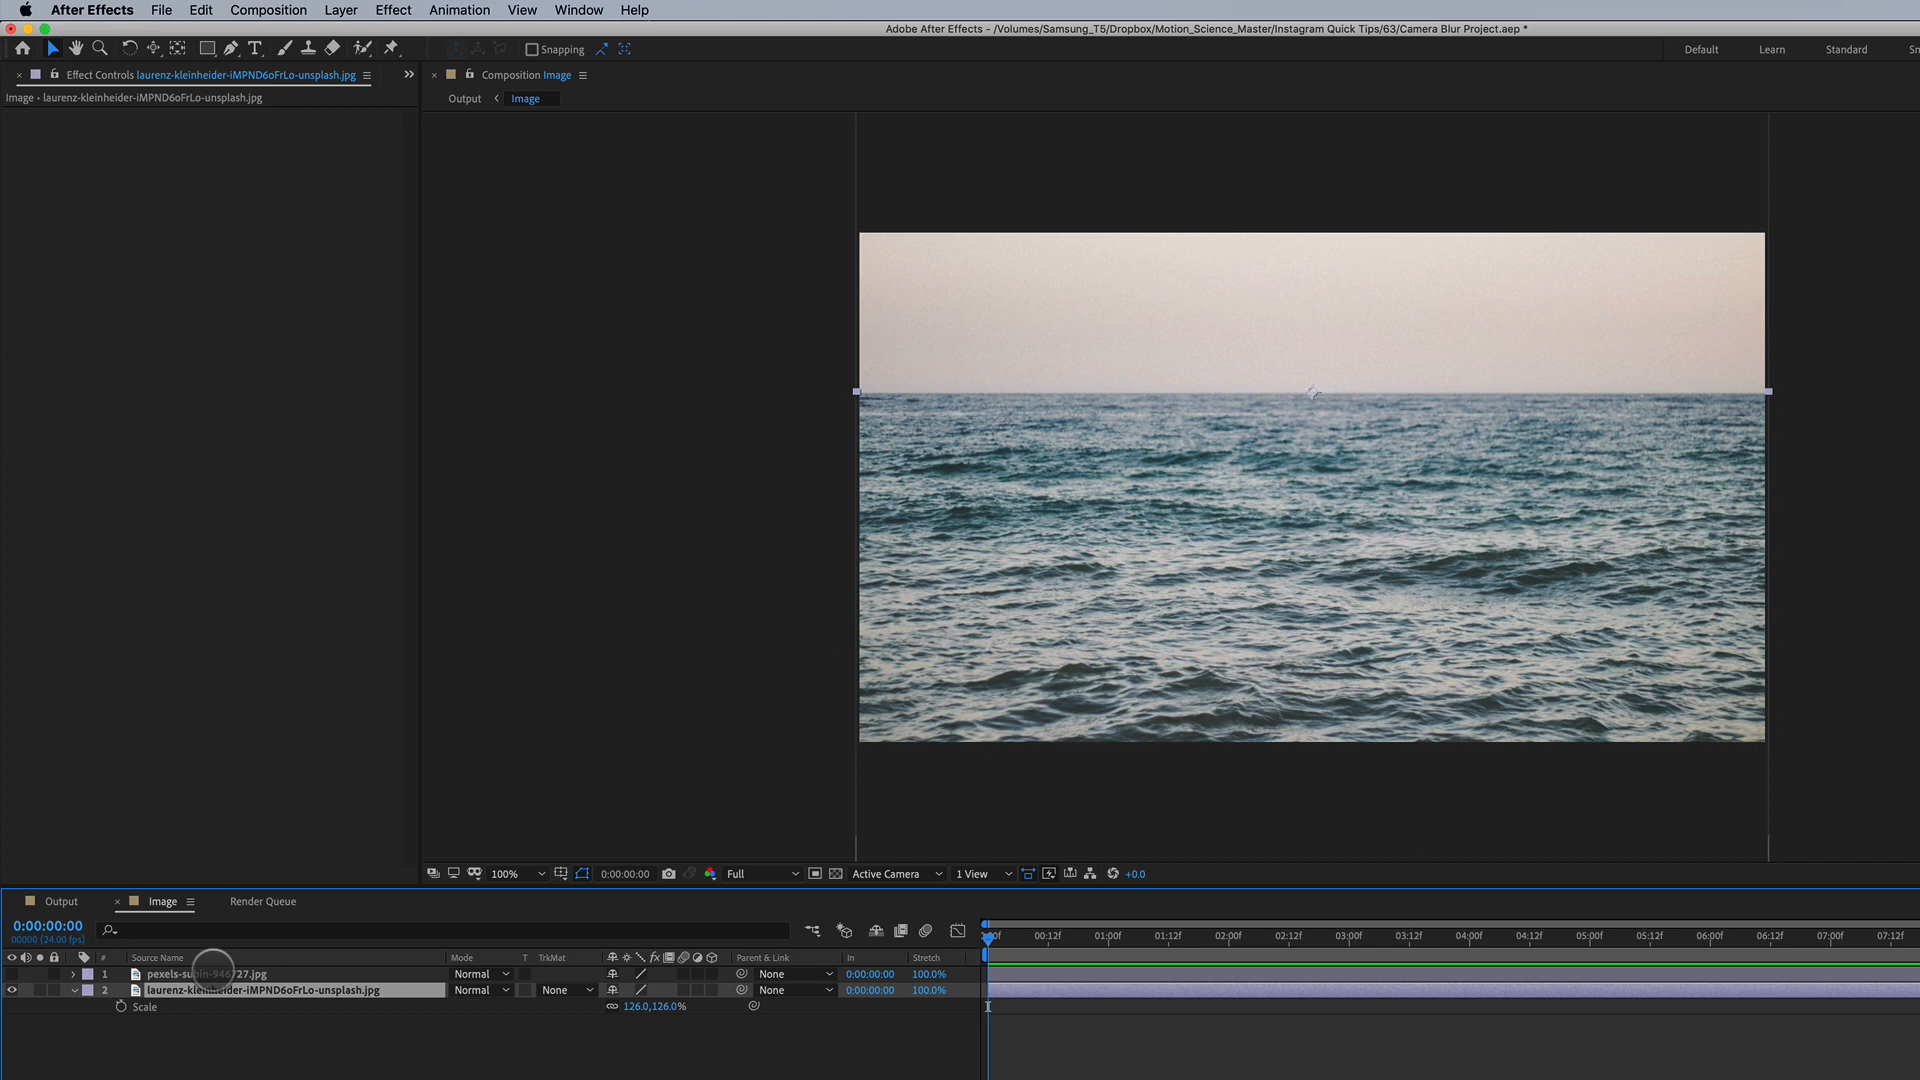 After Effects File Edit Composition Layer Effect Animation View Window Help
Adobe After Effects - /Volumes/Samsung_T5/Dropbox/Motion_Science_Master/Instagram Quick Tips/63/Camera Blur Project.aep *
Snapping
Default Learn Standard
Effect Controls laurenz-kleinheider-iMPND6oFrLo-unsplash.jpg
Composition Image
Image • laurenz-kleinheider-iMPND6oFrLo-unsplash.jpg
Output Image
100% 0:00:00:00 Full Active Camera 1 View +0.0
Output Image Render Queue
0:00:00:00
00000 (24.00 fps)
00:12f 01:00f 01:12f 02:00f 02:12f 03:00f 03:12f 04:00f 04:12f 05:00f 05:12f 06:00f 06:12f 07:00f 07:12f
# Source Name Mode T TrkMat Parent & Link In Stretch
1 pexels-subin-946727.jpg Normal None 0:00:00:00 100.0%
2 laurenz-kleinheider-iMPND6oFrLo-unsplash.jpg Normal None None 0:00:00:00 100.0%
Scale 126.0,126.0%